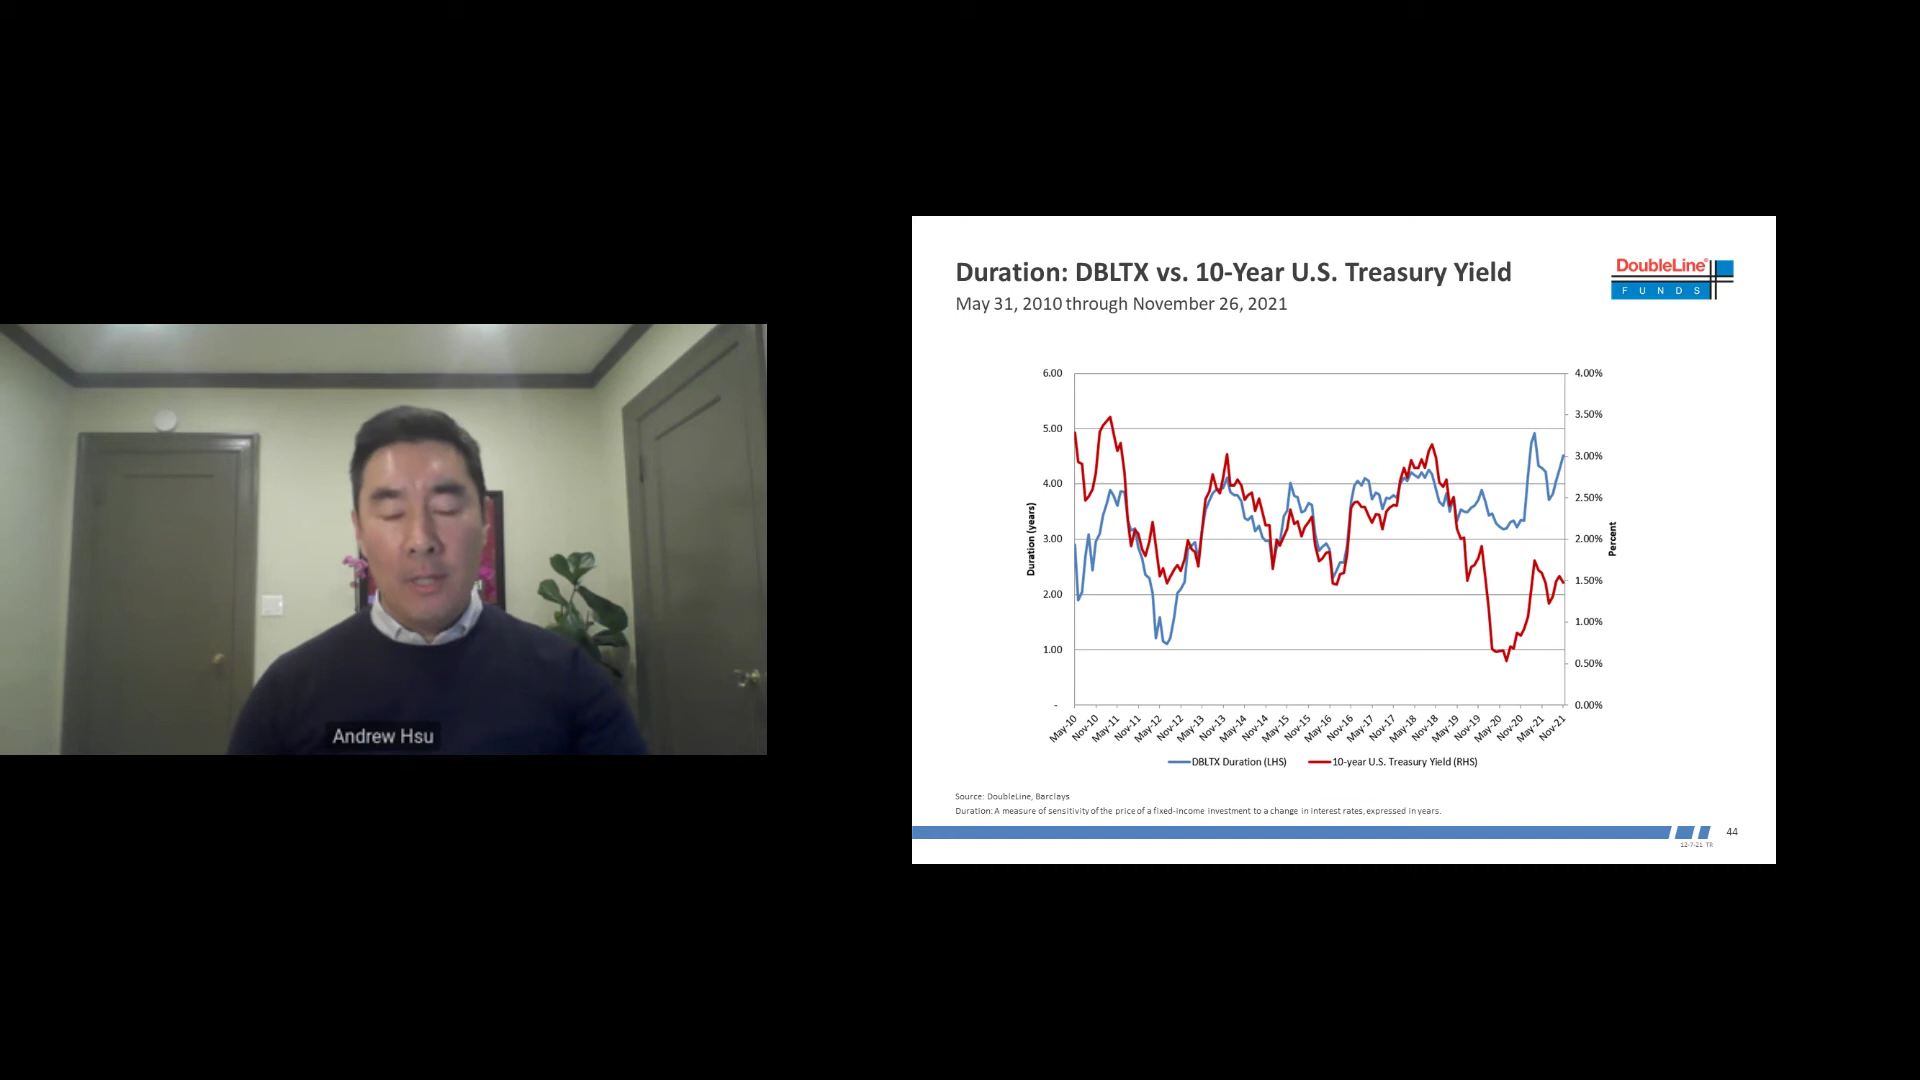 Andrew Hsu
Duration: DBLTX vs. 10-Year U.S. Treasury Yield
May 31, 2010 through November 26, 2021
DoubleLine®
FUNDS
6.00
5.00
4.00
3.00
2.00
1.00
-
Duration (years)
4.00%
3.50%
3.00%
2.50%
2.00%
1.50%
1.00%
0.50%
0.00%
Percent
May-10
Nov-10
May-11
Nov-11
May-12
Nov-12
May-13
Nov-13
May-14
Nov-14
May-15
Nov-15
May-16
Nov-16
May-17
Nov-17
May-18
Nov-18
May-19
Nov-19
May-20
Nov-20
May-21
Nov-21
DBLTX Duration (LHS)
10-year U.S. Treasury Yield (RHS)
Source: DoubleLine, Barclays
Duration: A measure of sensitivity of the price of a fixed-income investment to a change in interest rates, expressed in years.
44
12-7-21 TR